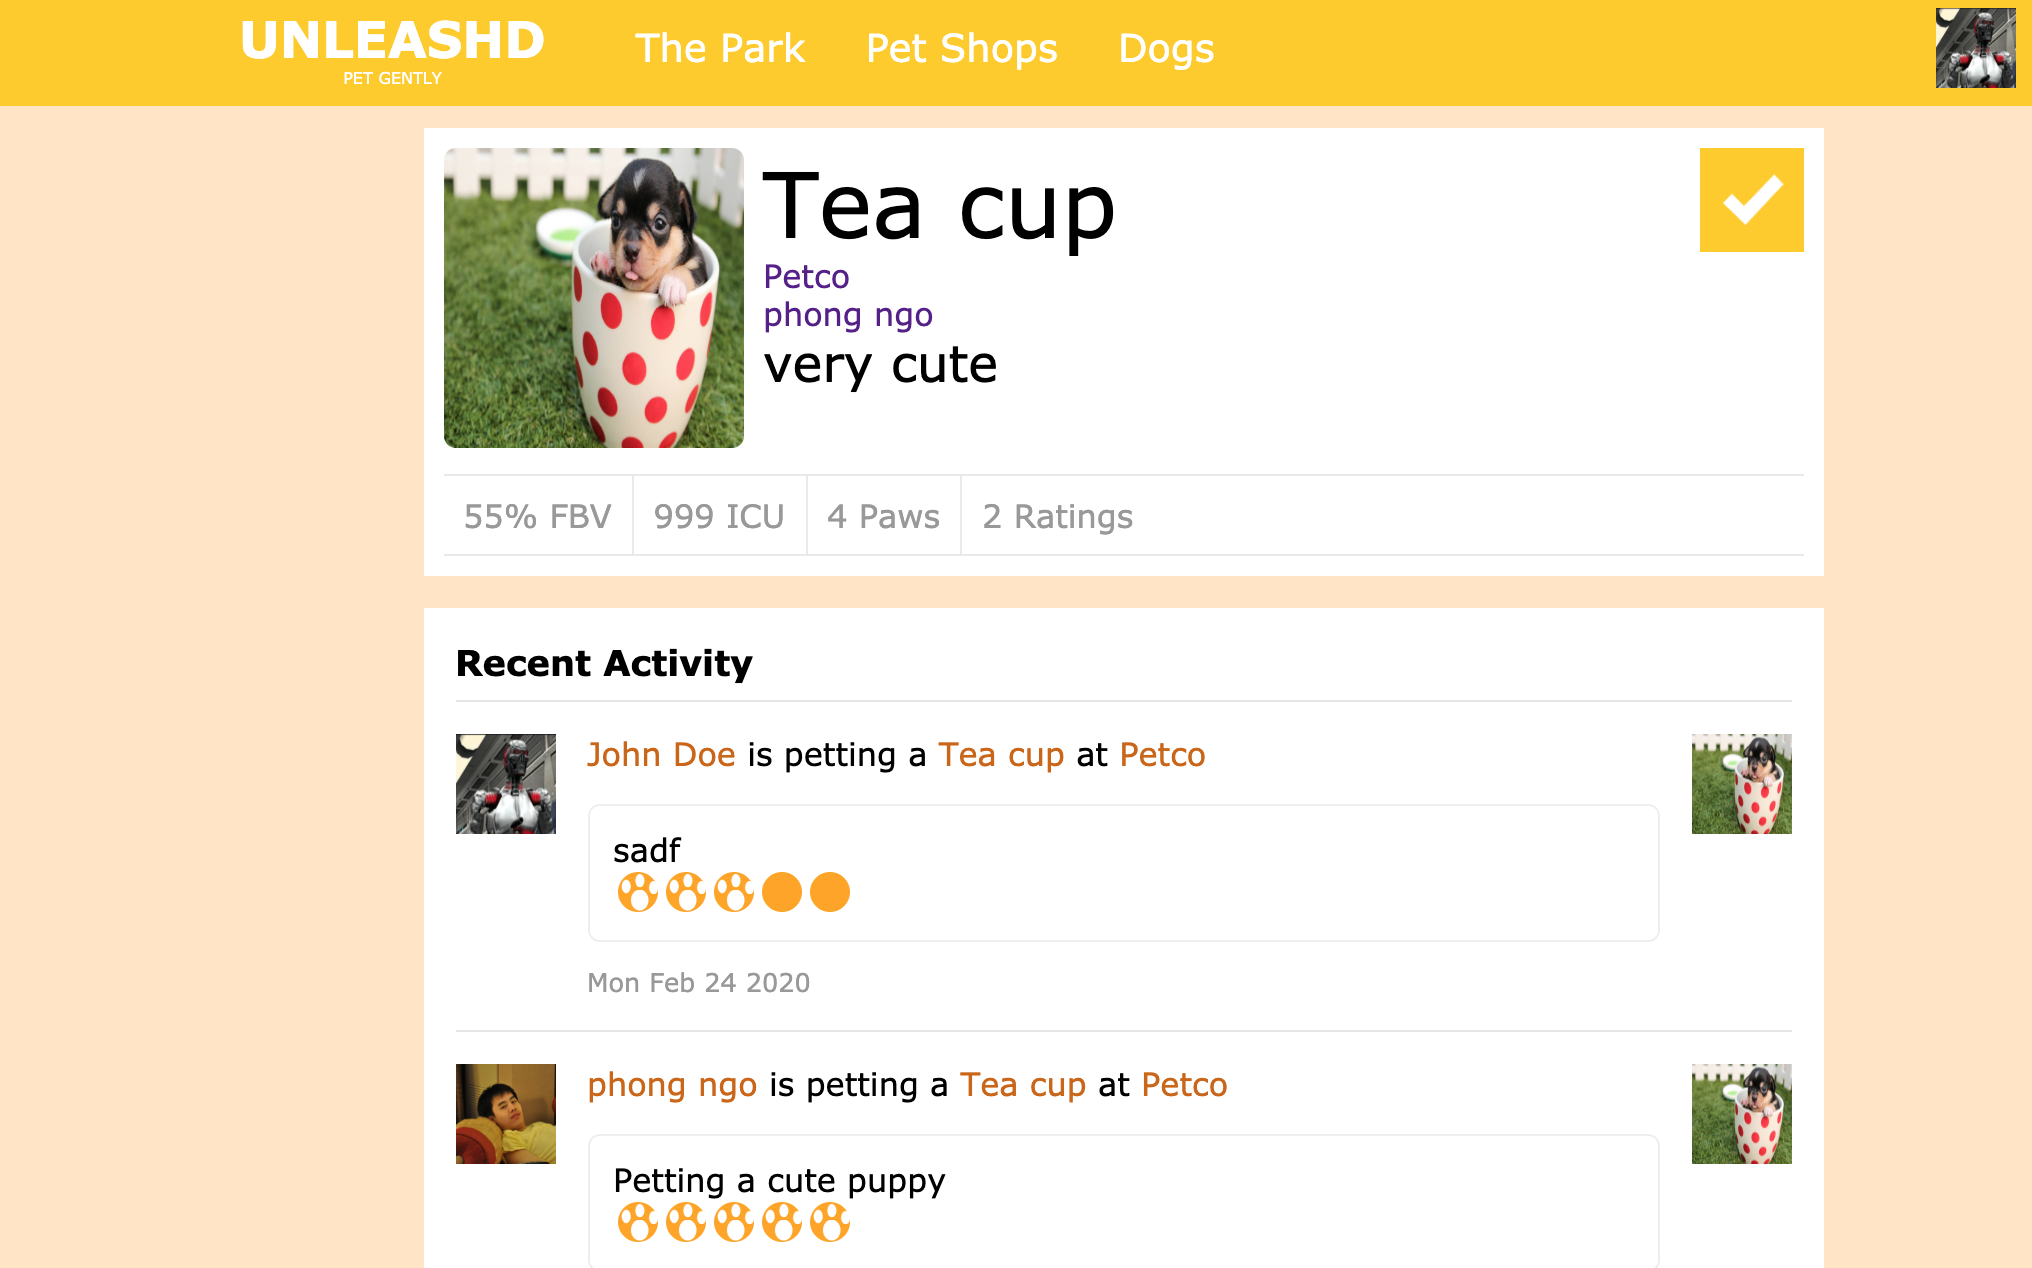 UNLEASHD
PET GENTLY
The Park Pet Shops Dogs
Tea cup
Petco
phong ngo
very cute
55% FBV 999 ICU 4 Paws 2 Ratings
Recent Activity
John Doe is petting a Tea cup at Petco
sadf
Mon Feb 24 2020
phong ngo is petting a Tea cup at Petco
Petting a cute puppy